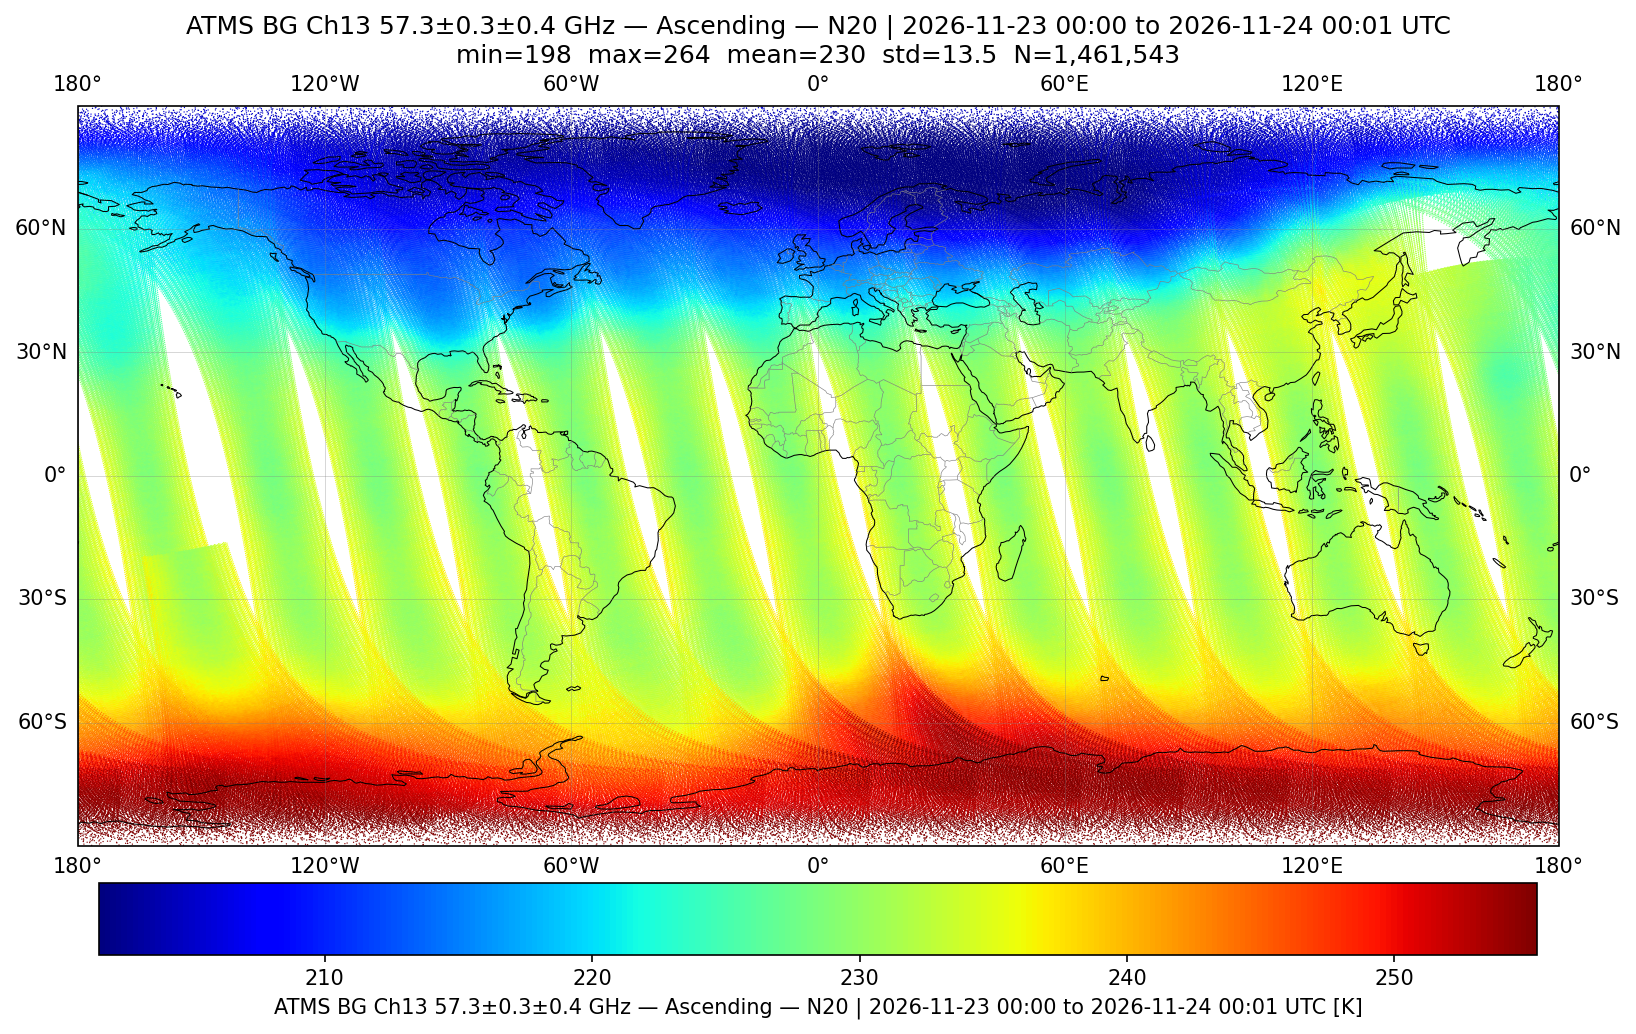 ATMS BG Ch13 57.3±0.3±0.4 GHz — Ascending — N20 | 2026-11-23 00:00 to 2026-11-24 00:01 UTC
min=198 max=264 mean=230 std=13.5 N=1,461,543
180° 120°W 60°W 0° 60°E 120°E 180°
60°N 60°N
30°N 30°N
0° 0°
30°S 30°S
60°S 60°S
180° 120°W 60°W 0° 60°E 120°E 180°
210 220 230 240 250
ATMS BG Ch13 57.3±0.3±0.4 GHz — Ascending — N20 | 2026-11-23 00:00 to 2026-11-24 00:01 UTC [K]